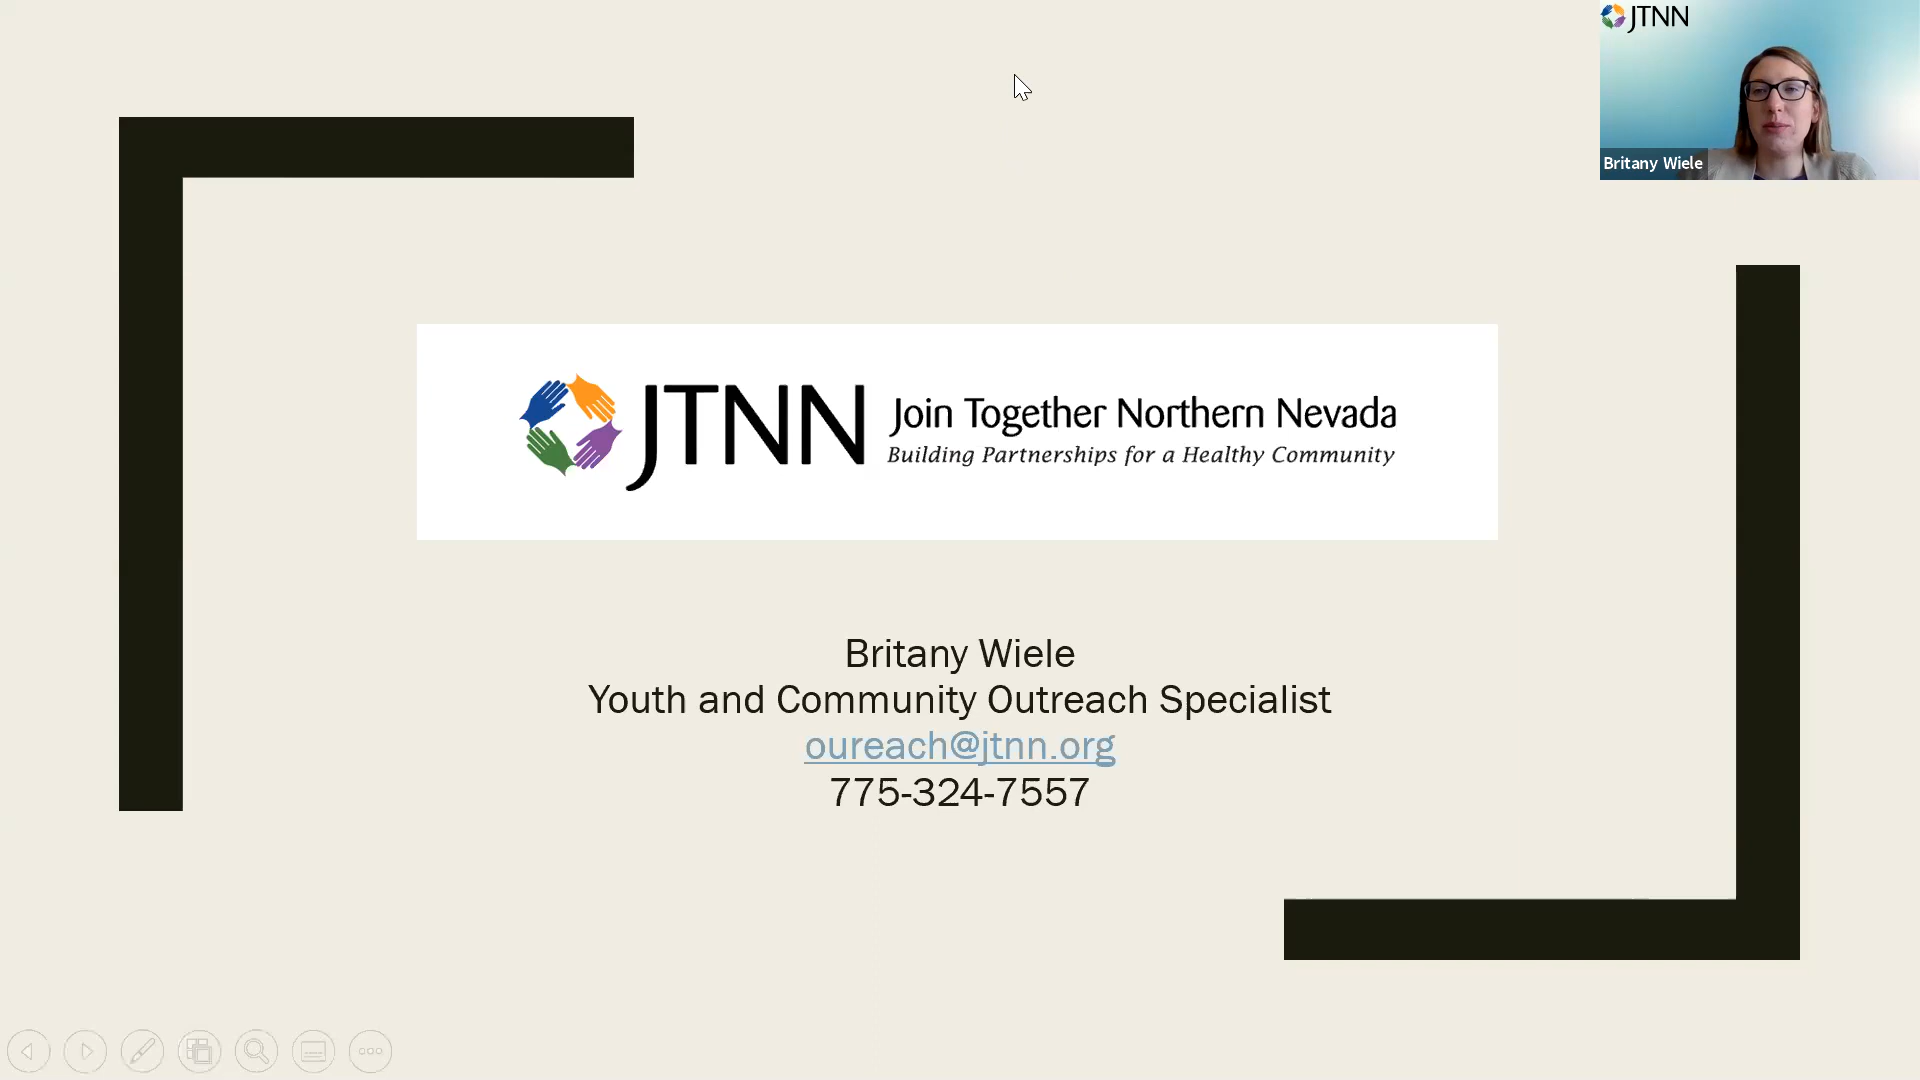 JTNN
Britany Wiele
JTNN
Join Together Northern Nevada
Building Partnerships for a Healthy Community
Britany Wiele
Youth and Community Outreach Specialist
oureach@jtnn.org
775-324-7557